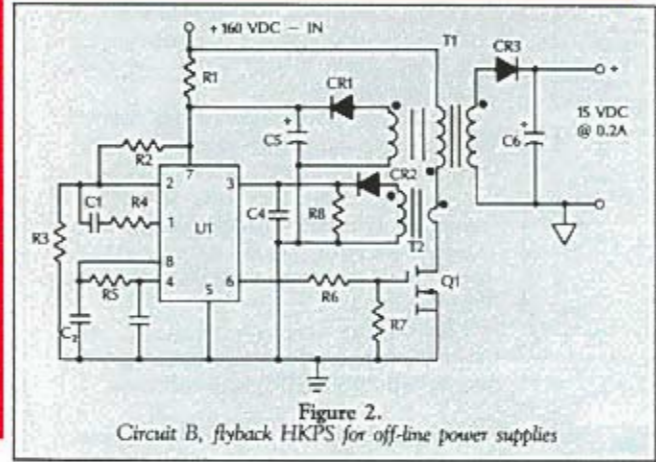 + 160 VDC – IN
T1
CR3
R1
CR1
+
+
+
C5
C6
15 VDC
@ 0.2A
R2
7
CR2
2
3
C1
R4
1
U1
C4
R8
T2
R3
8
R5
4
6
5
R6
Q1
C2
R7
Figure 2.
Circuit B, flyback HKPS for off-line power supplies